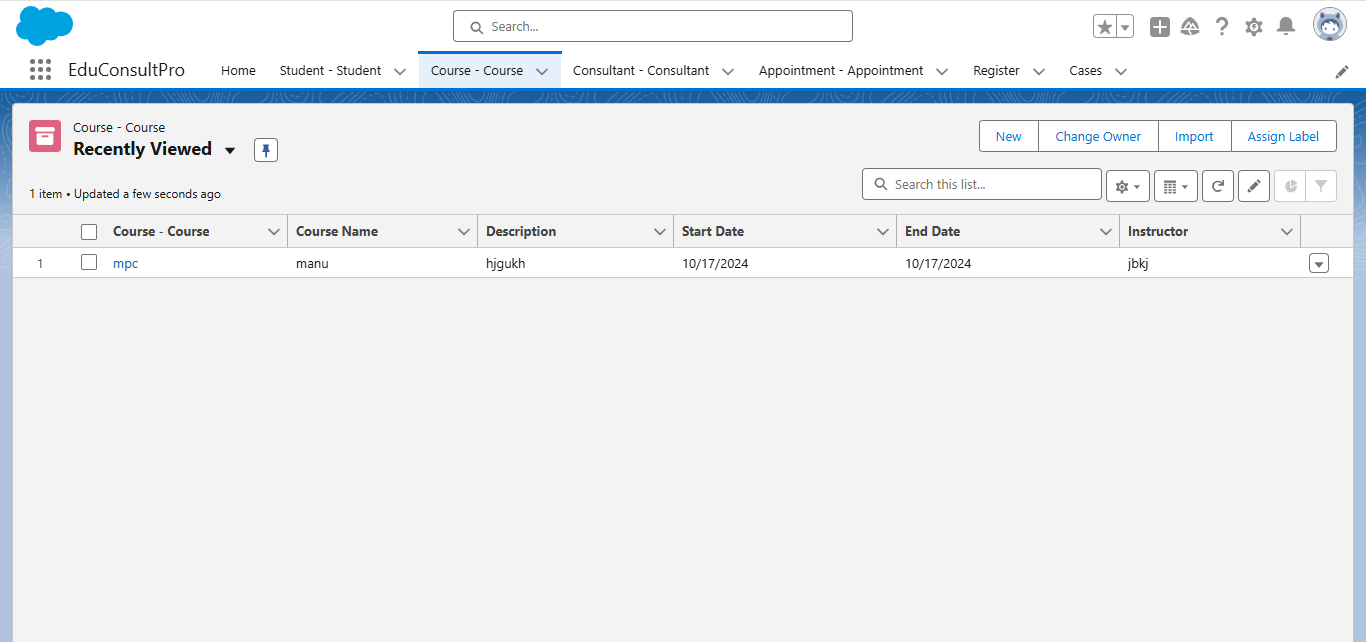 Search...
EduConsultPro Home Student - Student Course - Course Consultant - Consultant Appointment - Appointment Register Cases
Course - Course
Recently Viewed
New Change Owner Import Assign Label
1 item • Updated a few seconds ago
Search this list...
Course - Course Course Name Description Start Date End Date Instructor
1 mpc manu hjgukh 10/17/2024 10/17/2024 jbkj